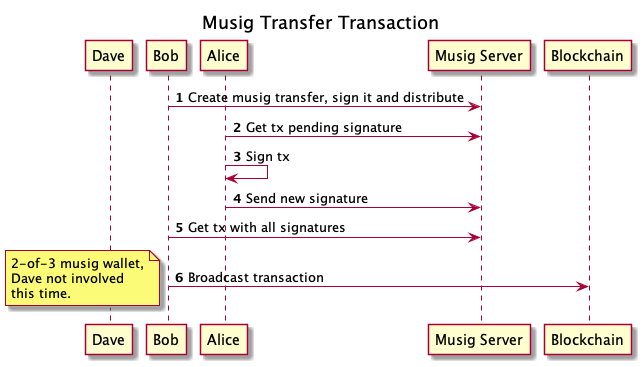 Musig Transfer Transaction
Dave Bob Alice Musig Server Blockchain
1 Create musig transfer, sign it and distribute
2 Get tx pending signature
3 Sign tx
4 Send new signature
5 Get tx with all signatures
2-of-3 musig wallet,
Dave not involved
this time.
6 Broadcast transaction
Dave Bob Alice Musig Server Blockchain